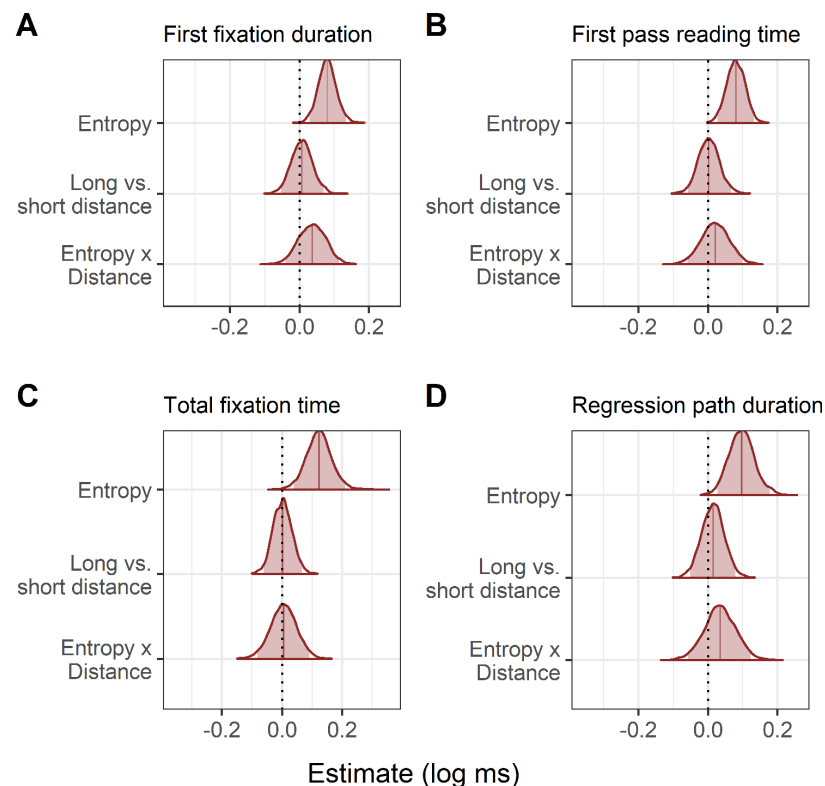 A
First fixation duration
Entropy
Long vs.
short distance
Entropy x
Distance
-0.2 0.0 0.2
B
First pass reading time
Entropy
Long vs.
short distance
Entropy x
Distance
-0.2 0.0 0.2
C
Total fixation time
Entropy
Long vs.
short distance
Entropy x
Distance
-0.2 0.0 0.2
D
Regression path duration
Entropy
Long vs.
short distance
Entropy x
Distance
-0.2 0.0 0.2
Estimate (log ms)